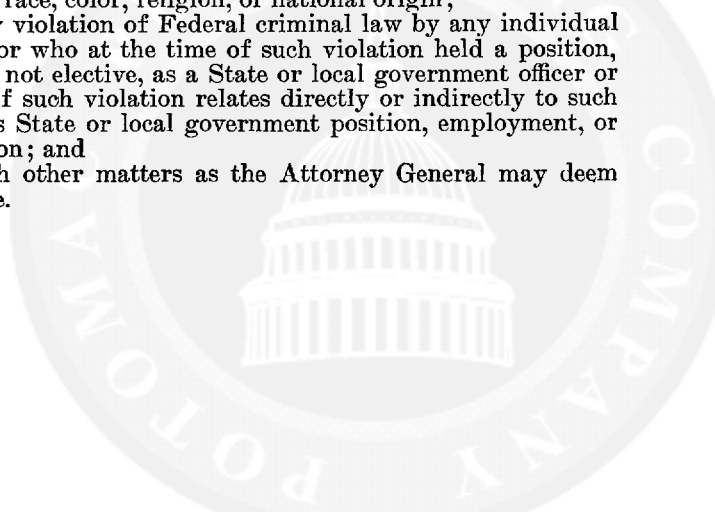 race, color, religion, or national origin;
violation of Federal criminal law by any individual
or who at the time of such violation held a position,
not elective, as a State or local government officer or
f such violation relates directly or indirectly to such
s State or local government position, employment, or
on; and
h other matters as the Attorney General may deem
e.
POTOMA
COMPANY